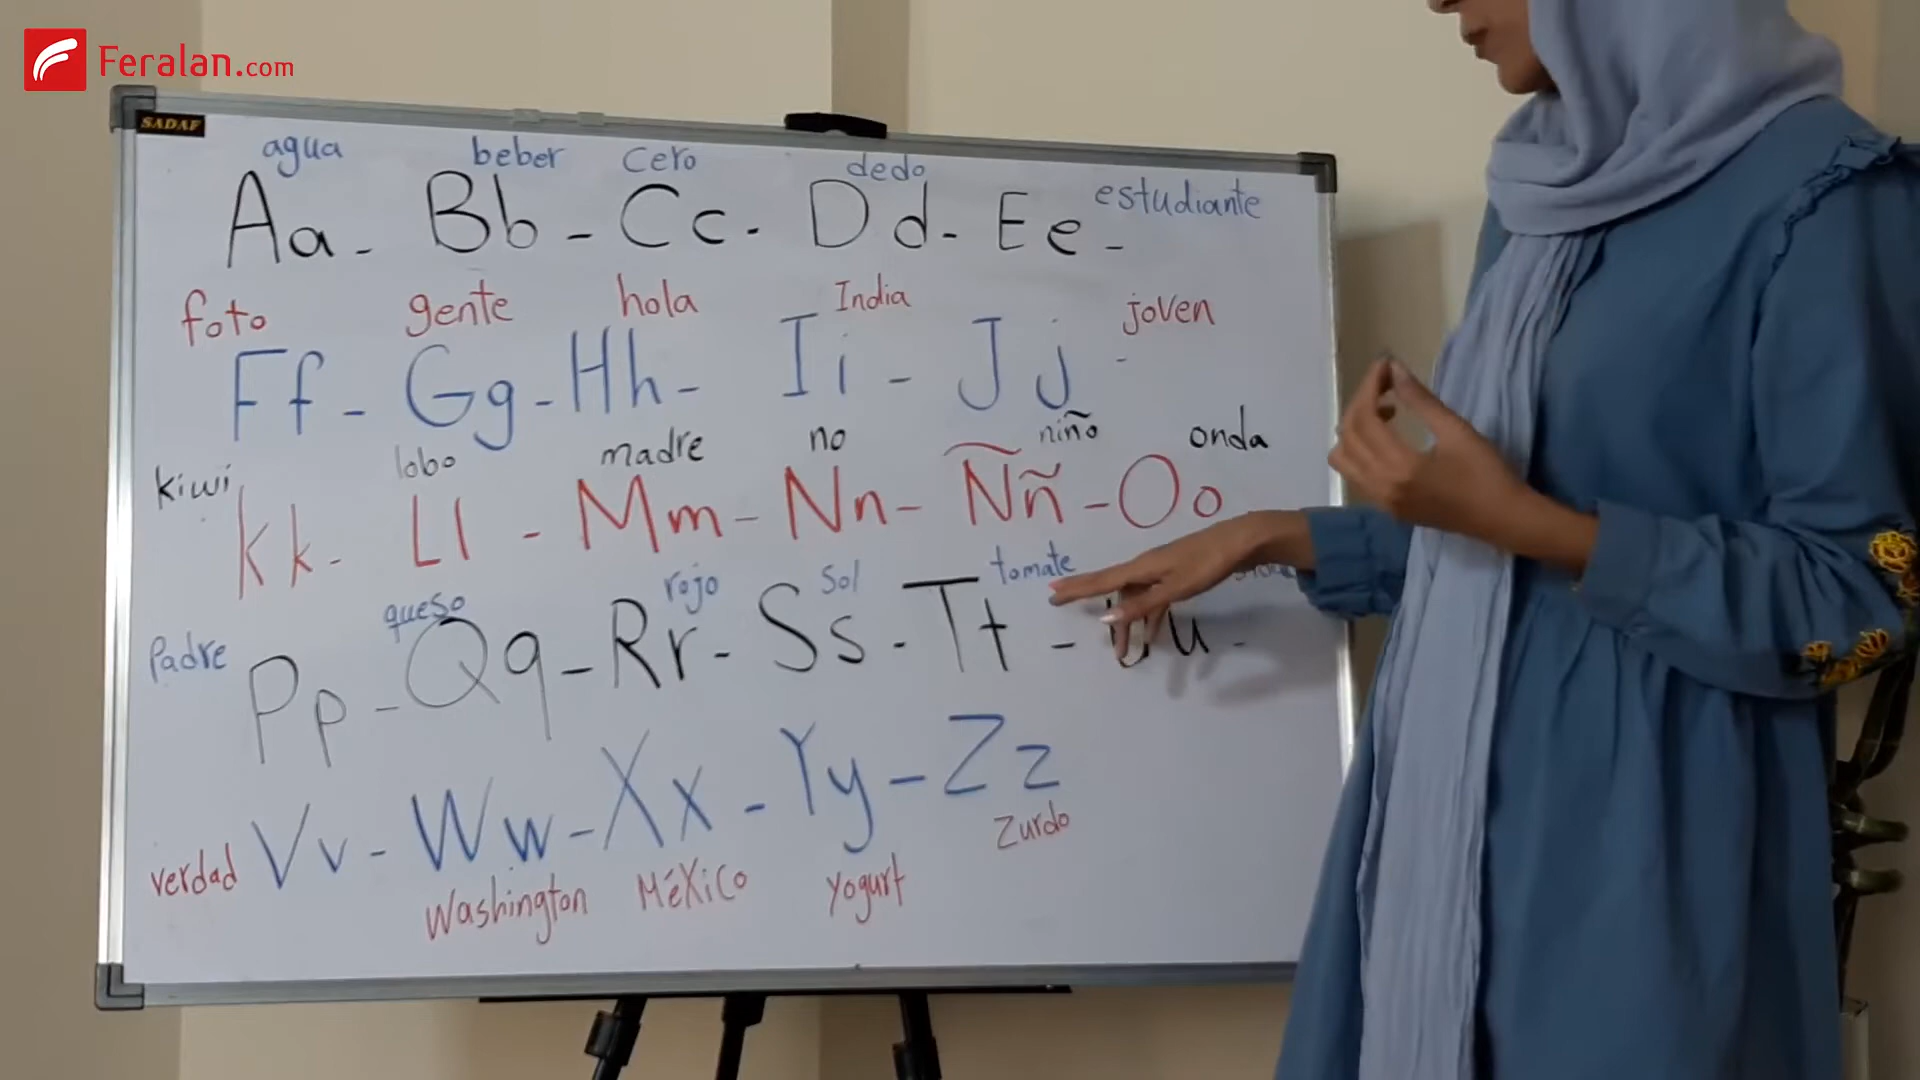 Feralan.com
SADAF
agua beber cero dedo estudiante
Aa - Bb - Cc - Dd - Ee -
foto gente hola India joven
Ff - Gg - Hh - Ii - Jj -
kiwi lobo madre no niño onda
Kk - Ll - Mm - Nn - Ññ - Oo
Padre queso rojo Sol tomate
Pp - Qq - Rr - Ss - Tt - Uu -
Vv - Ww - Xx - Yy - Zz
verdad Washington MéXiCo Yogurt Zurdo